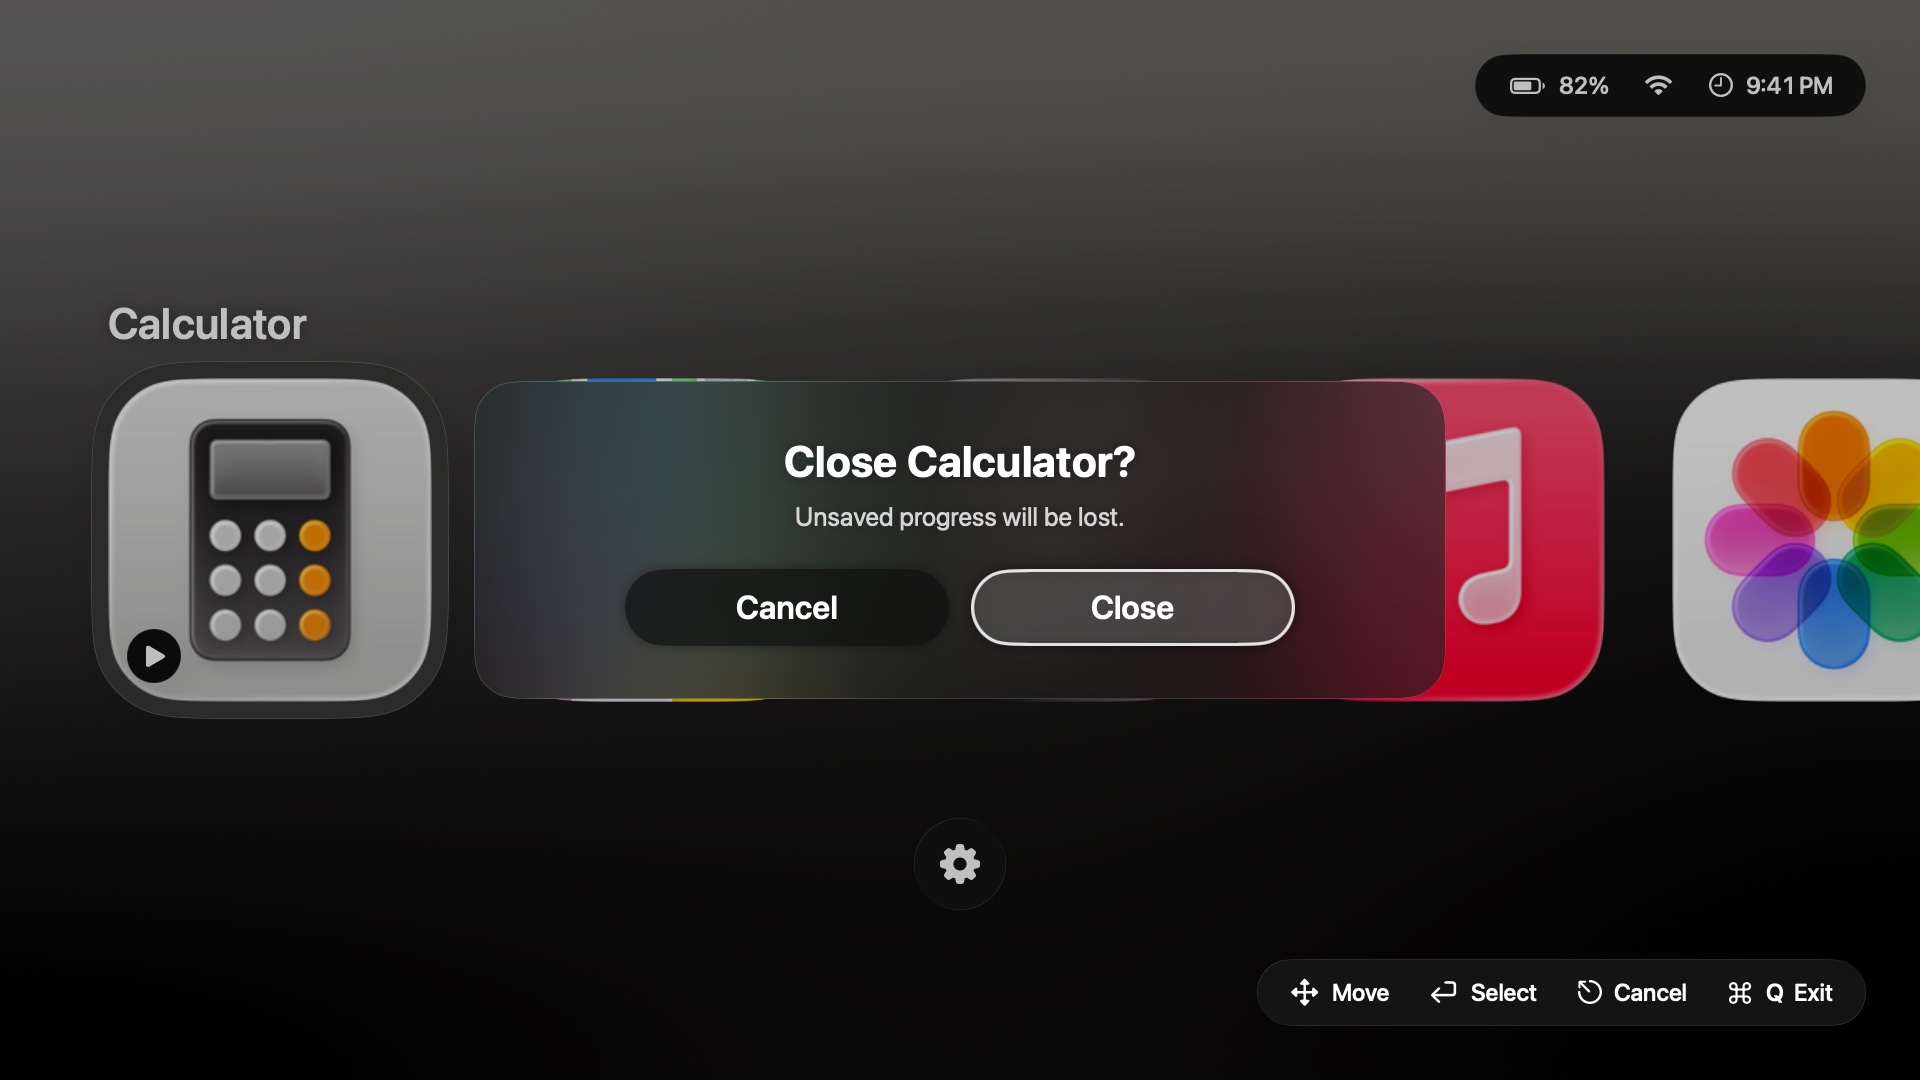 82% 9:41 PM
Calculator
Close Calculator?
Unsaved progress will be lost.
Cancel Close
Move Select Cancel ⌘ Q Exit